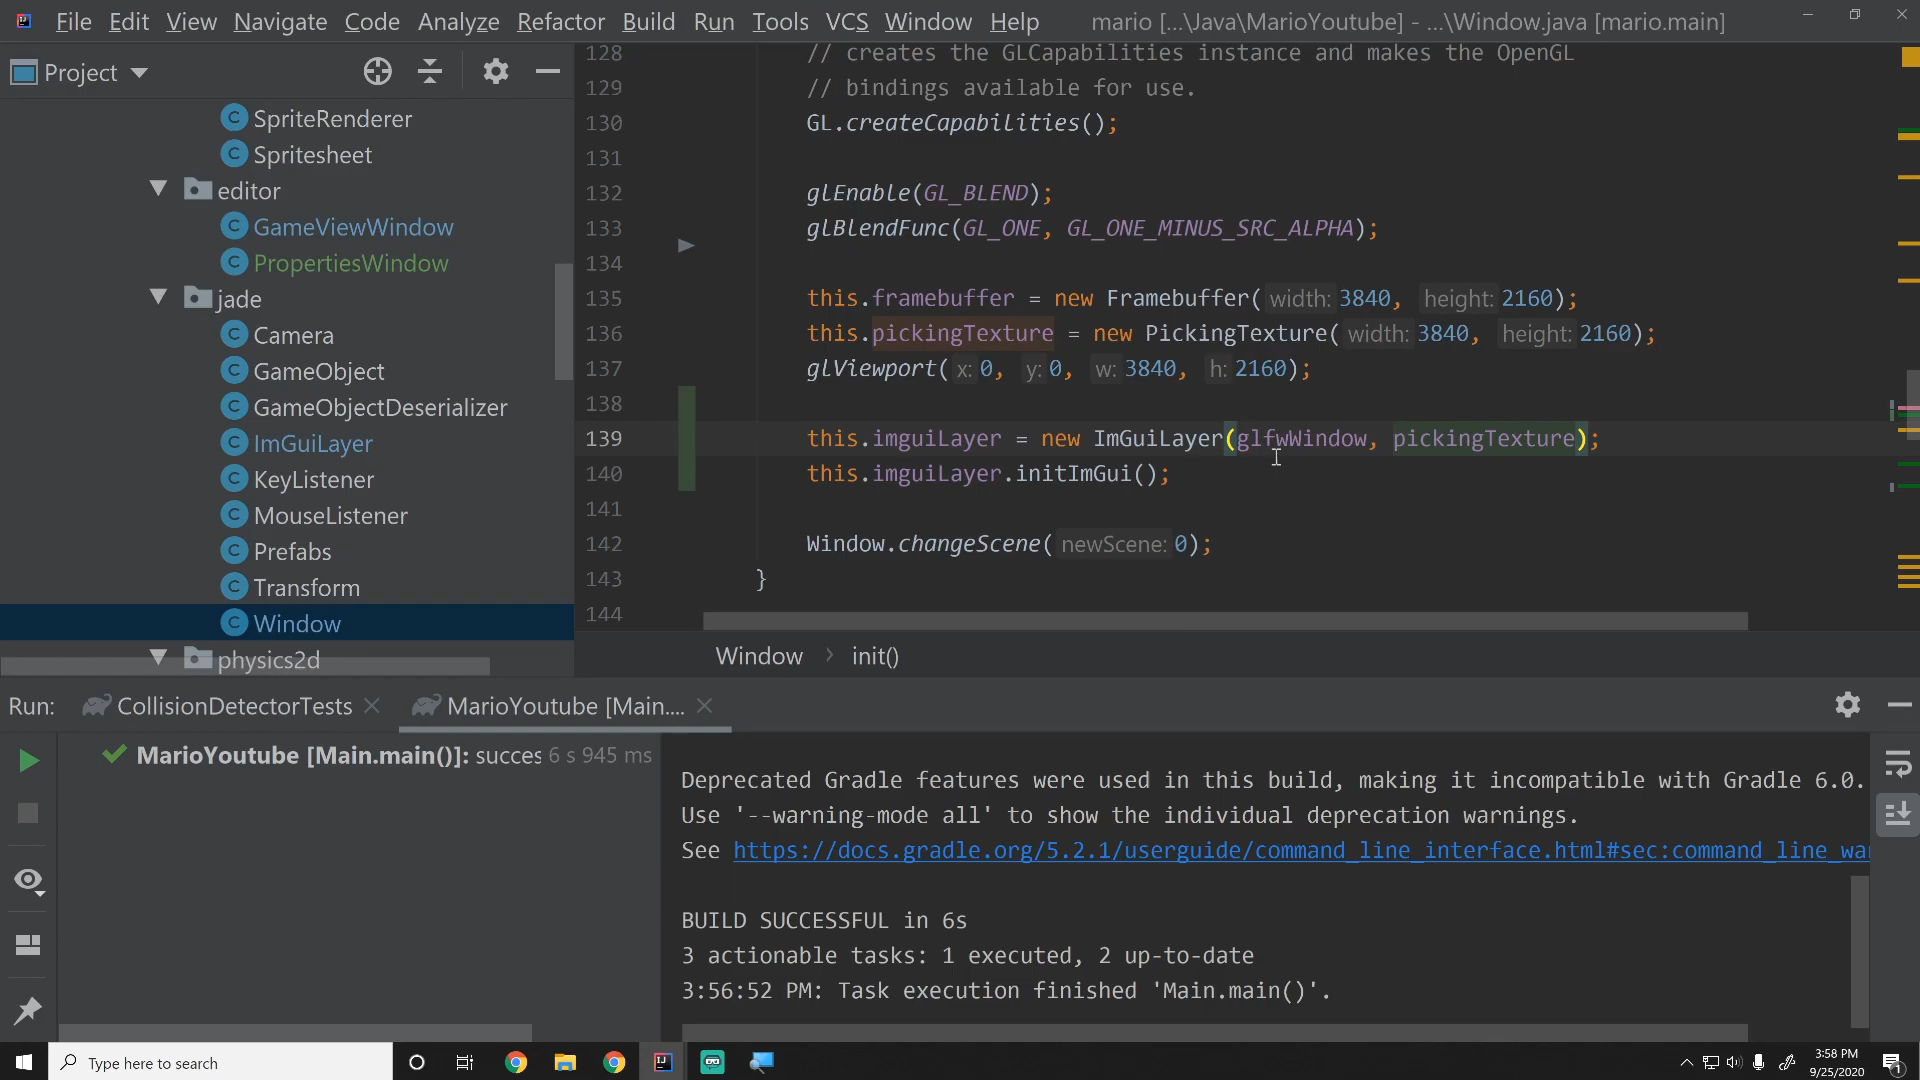 File Edit View Navigate Code Analyze Refactor Build Run Tools VCS Window Help mario [...\Java\MarioYoutube] - ...\Window.java [mario.main]
Project
SpriteRenderer
Spritesheet
editor
GameViewWindow
PropertiesWindow
jade
Camera
GameObject
GameObjectDeserializer
ImGuiLayer
KeyListener
MouseListener
Prefabs
Transform
Window
physics2d
128 // creates the GLCapabilities instance and makes the OpenGL
129 // bindings available for use.
130 GL.createCapabilities();
131
132 glEnable(GL_BLEND);
133 glBlendFunc(GL_ONE, GL_ONE_MINUS_SRC_ALPHA);
134
135 this.framebuffer = new Framebuffer( width: 3840, height: 2160);
136 this.pickingTexture = new PickingTexture( width: 3840, height: 2160);
137 glViewport( x: 0, y: 0, w: 3840, h: 2160);
138
139 this.imguiLayer = new ImGuiLayer(glfwWindow, pickingTexture);
140 this.imguiLayer.initImGui();
141
142 Window.changeScene( newScene: 0);
143 }
144
Window › init()
Run: CollisionDetectorTests MarioYoutube [Main....
MarioYoutube [Main.main()]: succes 6 s 945 ms
Deprecated Gradle features were used in this build, making it incompatible with Gradle 6.0.
Use '--warning-mode all' to show the individual deprecation warnings.
See https://docs.gradle.org/5.2.1/userguide/command_line_interface.html#sec:command_line_wa
BUILD SUCCESSFUL in 6s
3 actionable tasks: 1 executed, 2 up-to-date
3:56:52 PM: Task execution finished 'Main.main()'.
Type here to search
3:58 PM
9/25/2020
1